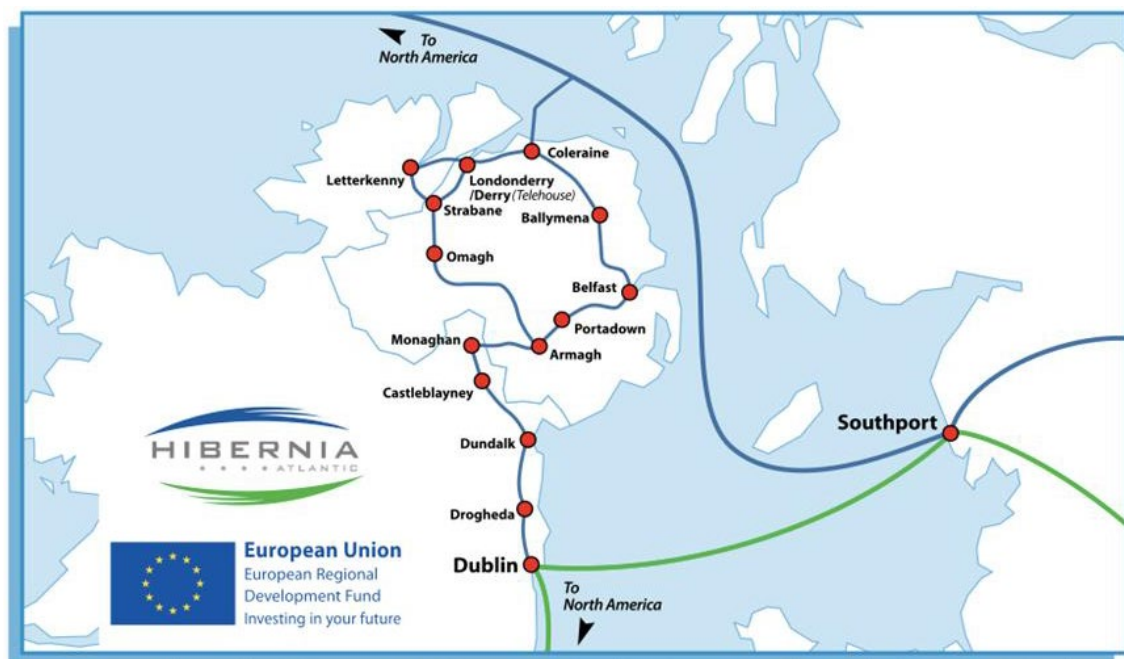 To
North America
Coleraine
Letterkenny
Londonderry
/Derry (Telehouse)
Strabane
Ballymena
Omagh
Belfast
Portadown
Monaghan
Armagh
Castleblayney
Southport
HIBERNIA
ATLANTIC
Dundalk
Drogheda
Dublin
European Union
European Regional
Development Fund
Investing in your future
To
North America